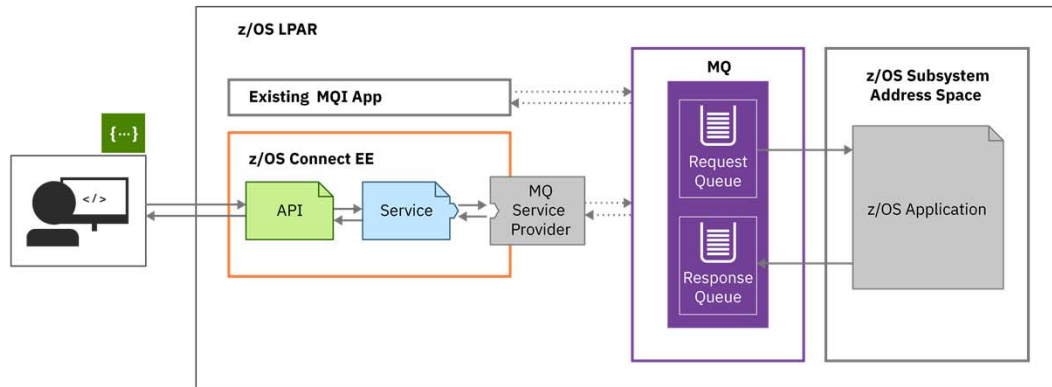 z/OS LPAR
Existing MQI App
{...}
z/OS Connect EE
</>
API
Service
MQ
Service
Provider
MQ
Request
Queue
Response
Queue
z/OS Subsystem
Address Space
z/OS Application